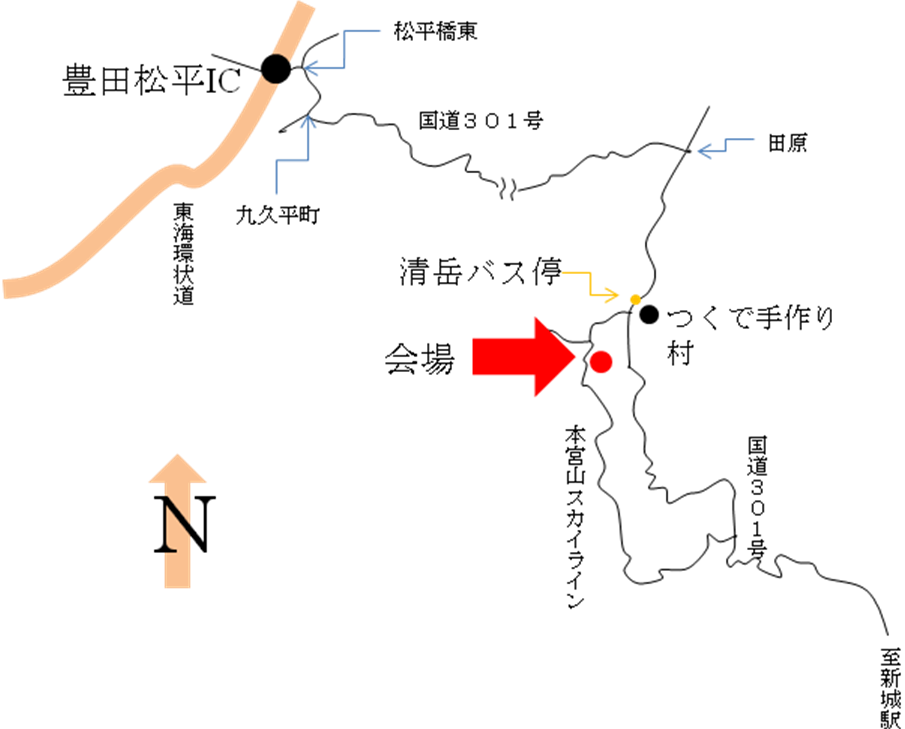 松平橋東
豊田松平IC
国道３０１号
田原
東海環状道
九久平町
清岳バス停
つくで手作り
村
会場
本宮山スカイライン
国道３０１号
N
至新城駅